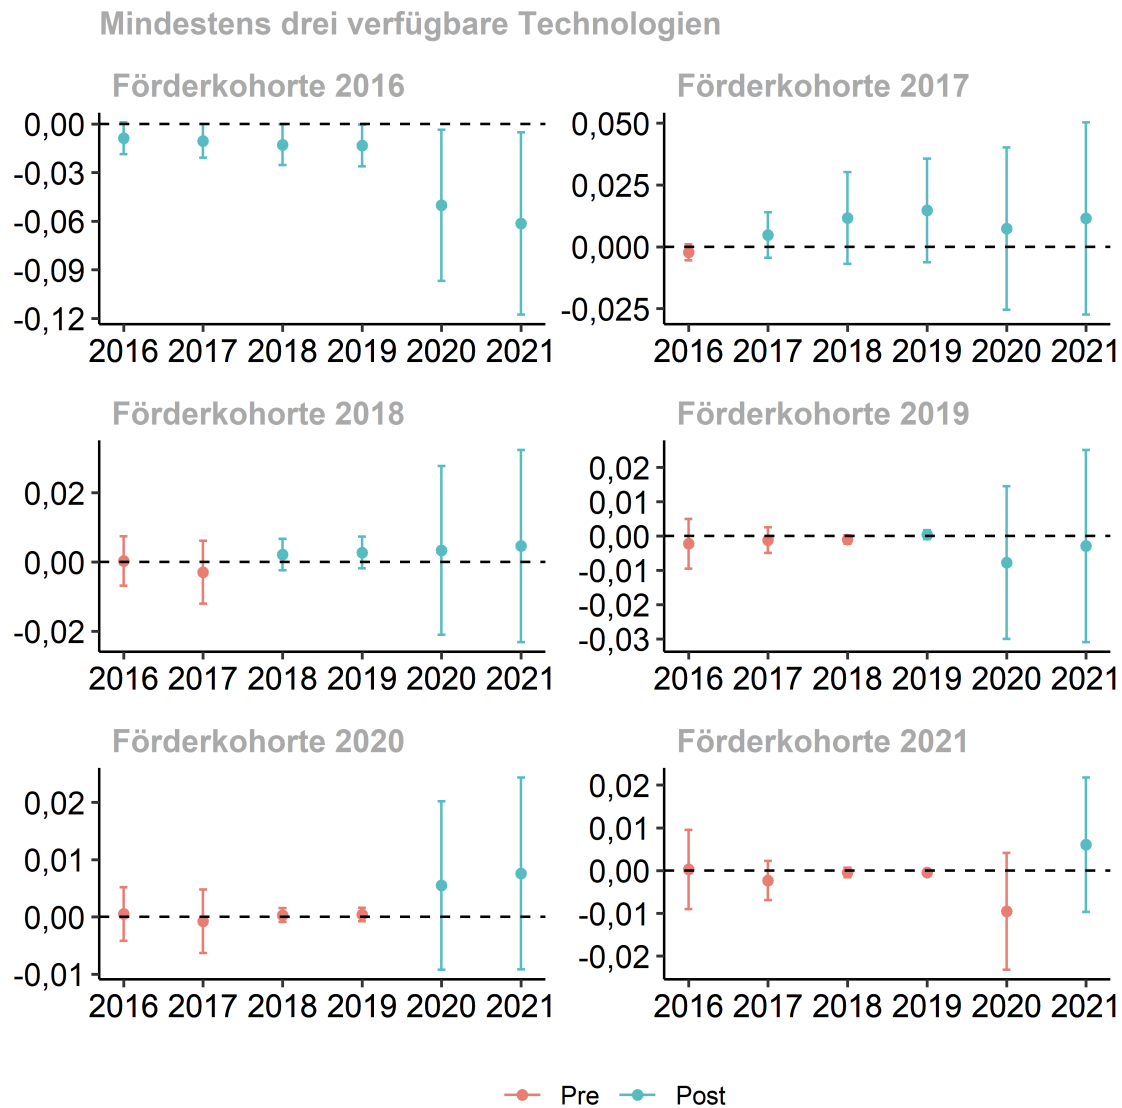 Mindestens drei verfügbare Technologien
Förderkohorte 2016
0,00
-0,03
-0,06
-0,09
-0,12
2016 2017 2018 2019 2020 2021
Förderkohorte 2017
0,050
0,025
0,000
-0,025
2016 2017 2018 2019 2020 2021
Förderkohorte 2018
0,02
0,00
-0,02
2016 2017 2018 2019 2020 2021
Förderkohorte 2019
0,02
0,01
0,00
-0,01
-0,02
-0,03
2016 2017 2018 2019 2020 2021
Förderkohorte 2020
0,02
0,01
0,00
-0,01
2016 2017 2018 2019 2020 2021
Förderkohorte 2021
0,02
0,01
0,00
-0,01
-0,02
2016 2017 2018 2019 2020 2021
Pre Post